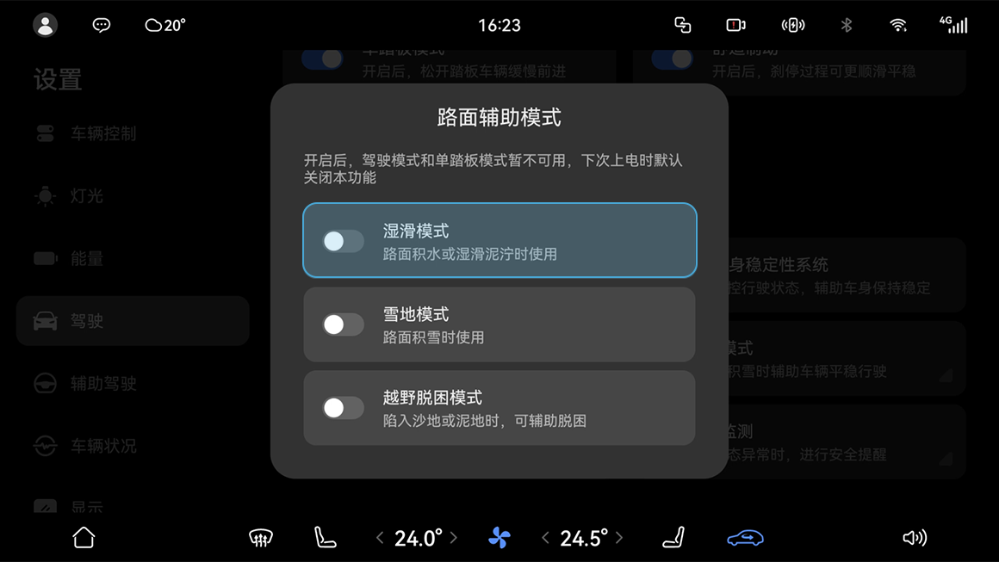 20°
16:23
4G
设置
单踏板模式
开启后，松开踏板车辆缓慢前进
舒适制动
开启后，刹停过程可更顺滑平稳
车辆控制
灯光
能量
驾驶
辅助驾驶
车辆状况
显示
路面辅助模式
开启后，驾驶模式和单踏板模式暂不可用，下次上电时默认
关闭本功能
湿滑模式
路面积水或湿滑泥泞时使用
雪地模式
路面积雪时使用
越野脱困模式
陷入沙地或泥地时，可辅助脱困
身稳定性系统
控行驶状态，辅助车身保持稳定
模式
积雪时辅助车辆平稳行驶
监测
态异常时，进行安全提醒
24.0°
24.5°